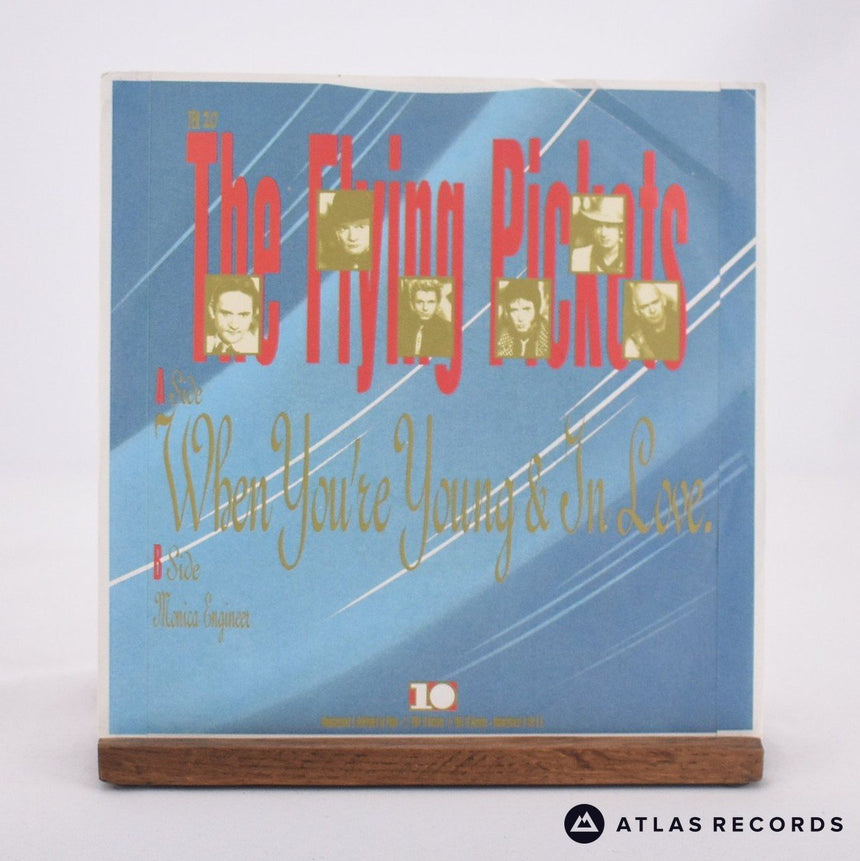 TEN 20
The Flying Pickets
A Side
When You're Young & In Love.
B Side
Monica Engineer
10
ATLAS RECORDS